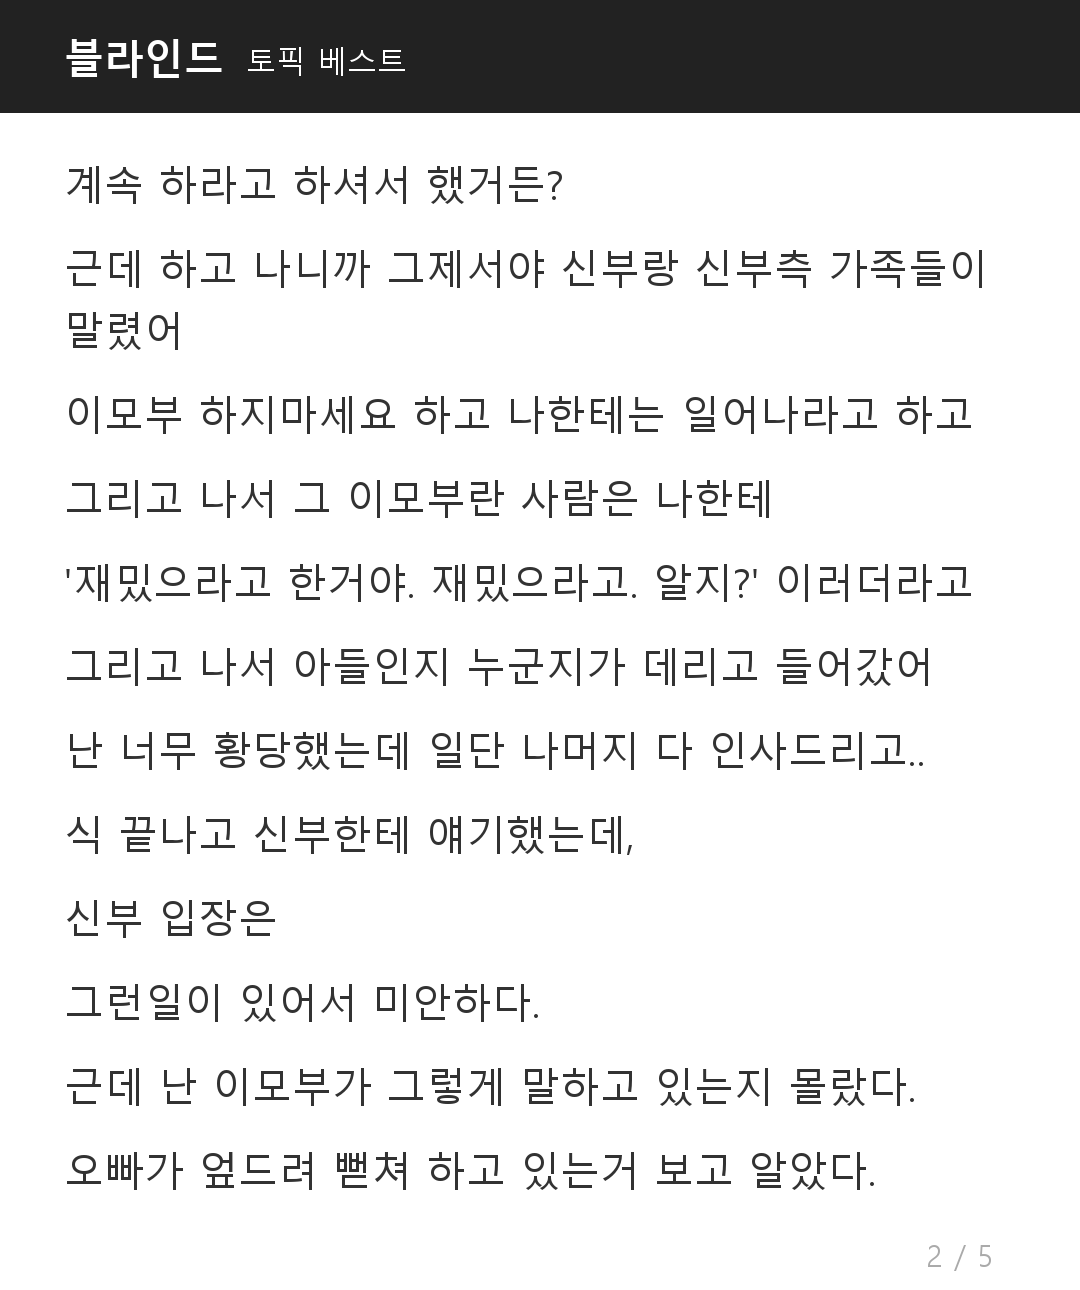 블라인드 토픽 베스트
계속 하라고 하셔서 했거든?
근데 하고 나니까 그제서야 신부랑 신부측 가족들이
말렸어
이모부 하지마세요 하고 나한테는 일어나라고 하고
그리고 나서 그 이모부란 사람은 나한테
'재밌으라고 한거야. 재밌으라고. 알지?' 이러더라고
그리고 나서 아들인지 누군지가 데리고 들어갔어
난 너무 황당했는데 일단 나머지 다 인사드리고..
식 끝나고 신부한테 얘기했는데,
신부 입장은
그런일이 있어서 미안하다.
근데 난 이모부가 그렇게 말하고 있는지 몰랐다.
오빠가 엎드려 뻗쳐 하고 있는거 보고 알았다.
2 / 5